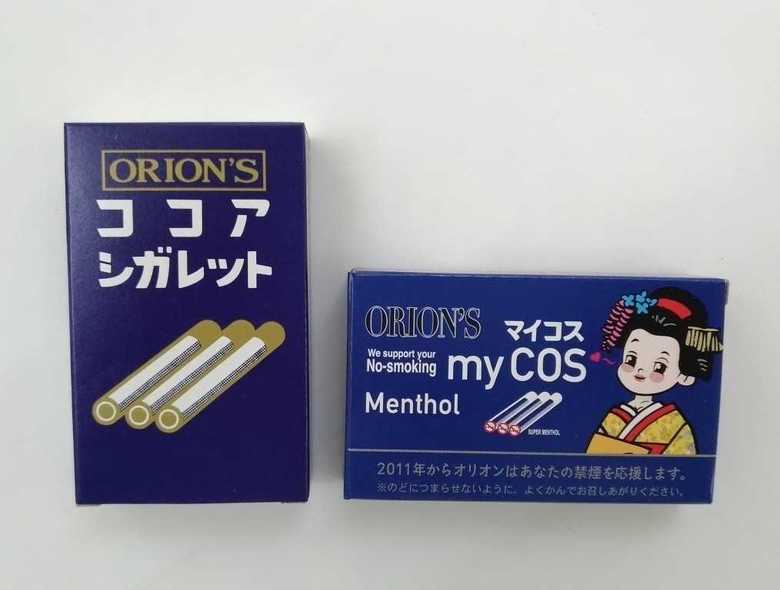 ORION'S
ココア
シガレット
ORION'S
マイコス
We support your
No-smoking
my COS
Menthol
SUPER MENTHOL
2011年からオリオンはあなたの禁煙を応援します。
※のどにつまらせないように、よくかんでお召しあがりください。